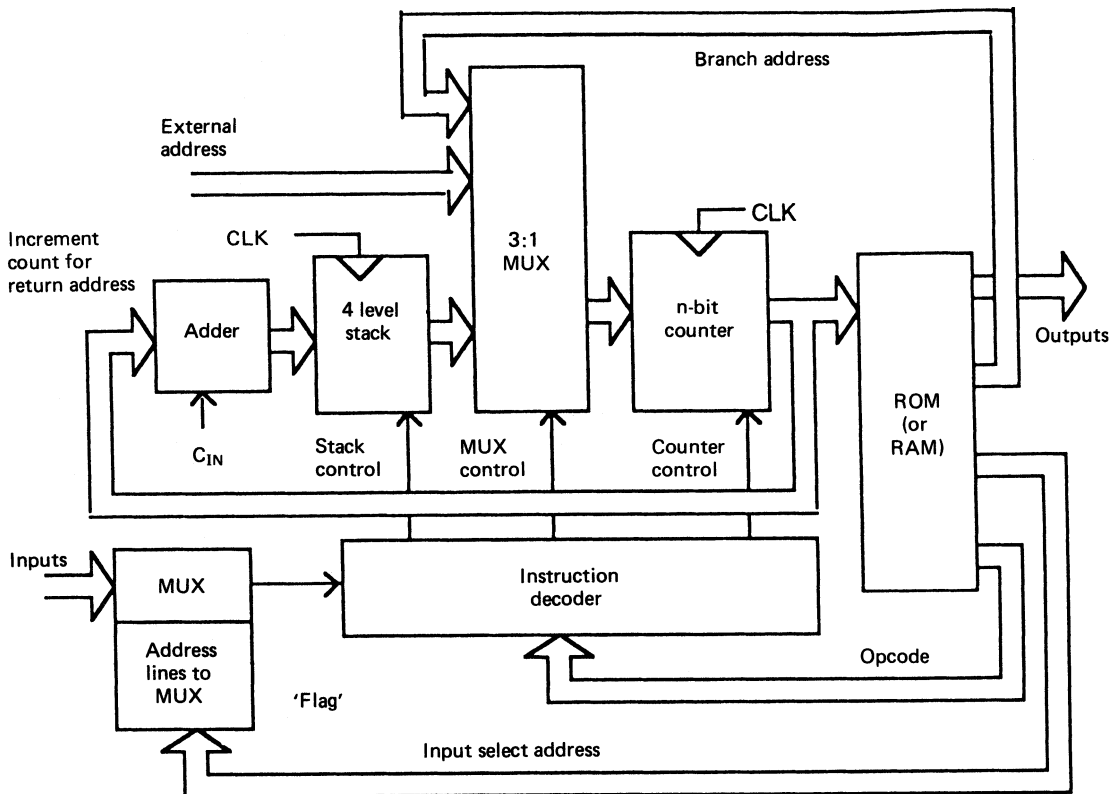 Branch address
External
address
CLK
CLK
Increment
count for
return address
3:1
MUX
Adder
4 level
stack
n-bit
counter
Outputs
ROM
(or
RAM)
CIN
Stack
control
MUX
control
Counter
control
Inputs
MUX
Instruction
decoder
Address
lines to
MUX
'Flag'
Opcode
Input select address